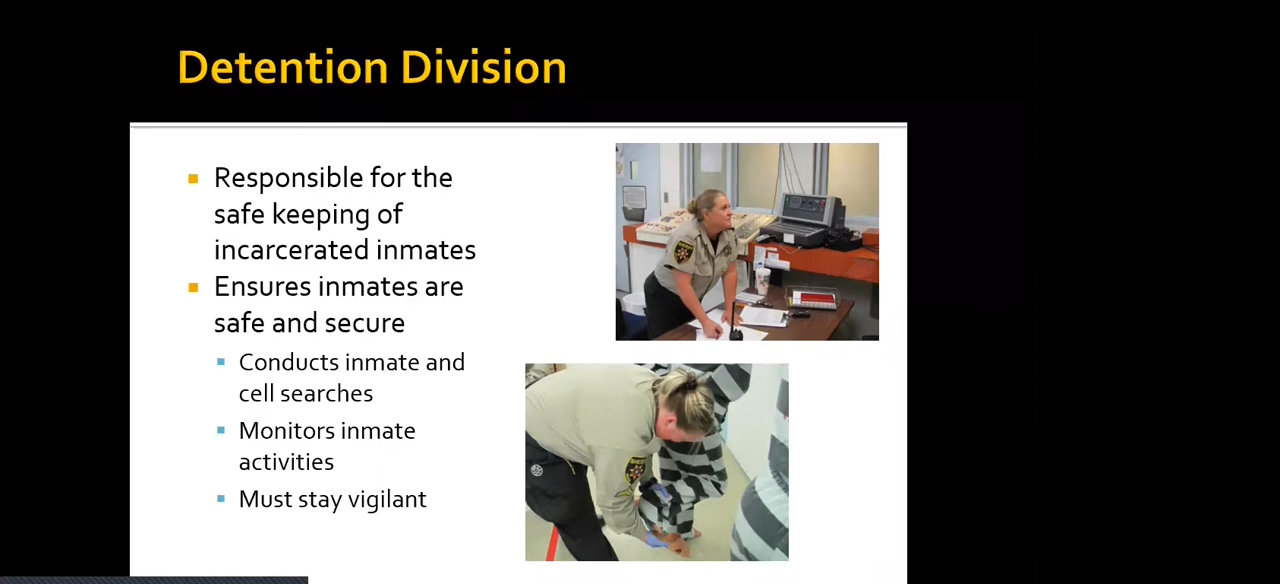 Detention Division
Responsible for the
safe keeping of
incarcerated inmates
Ensures inmates are
safe and secure
Conducts inmate and
cell searches
Monitors inmate
activities
Must stay vigilant